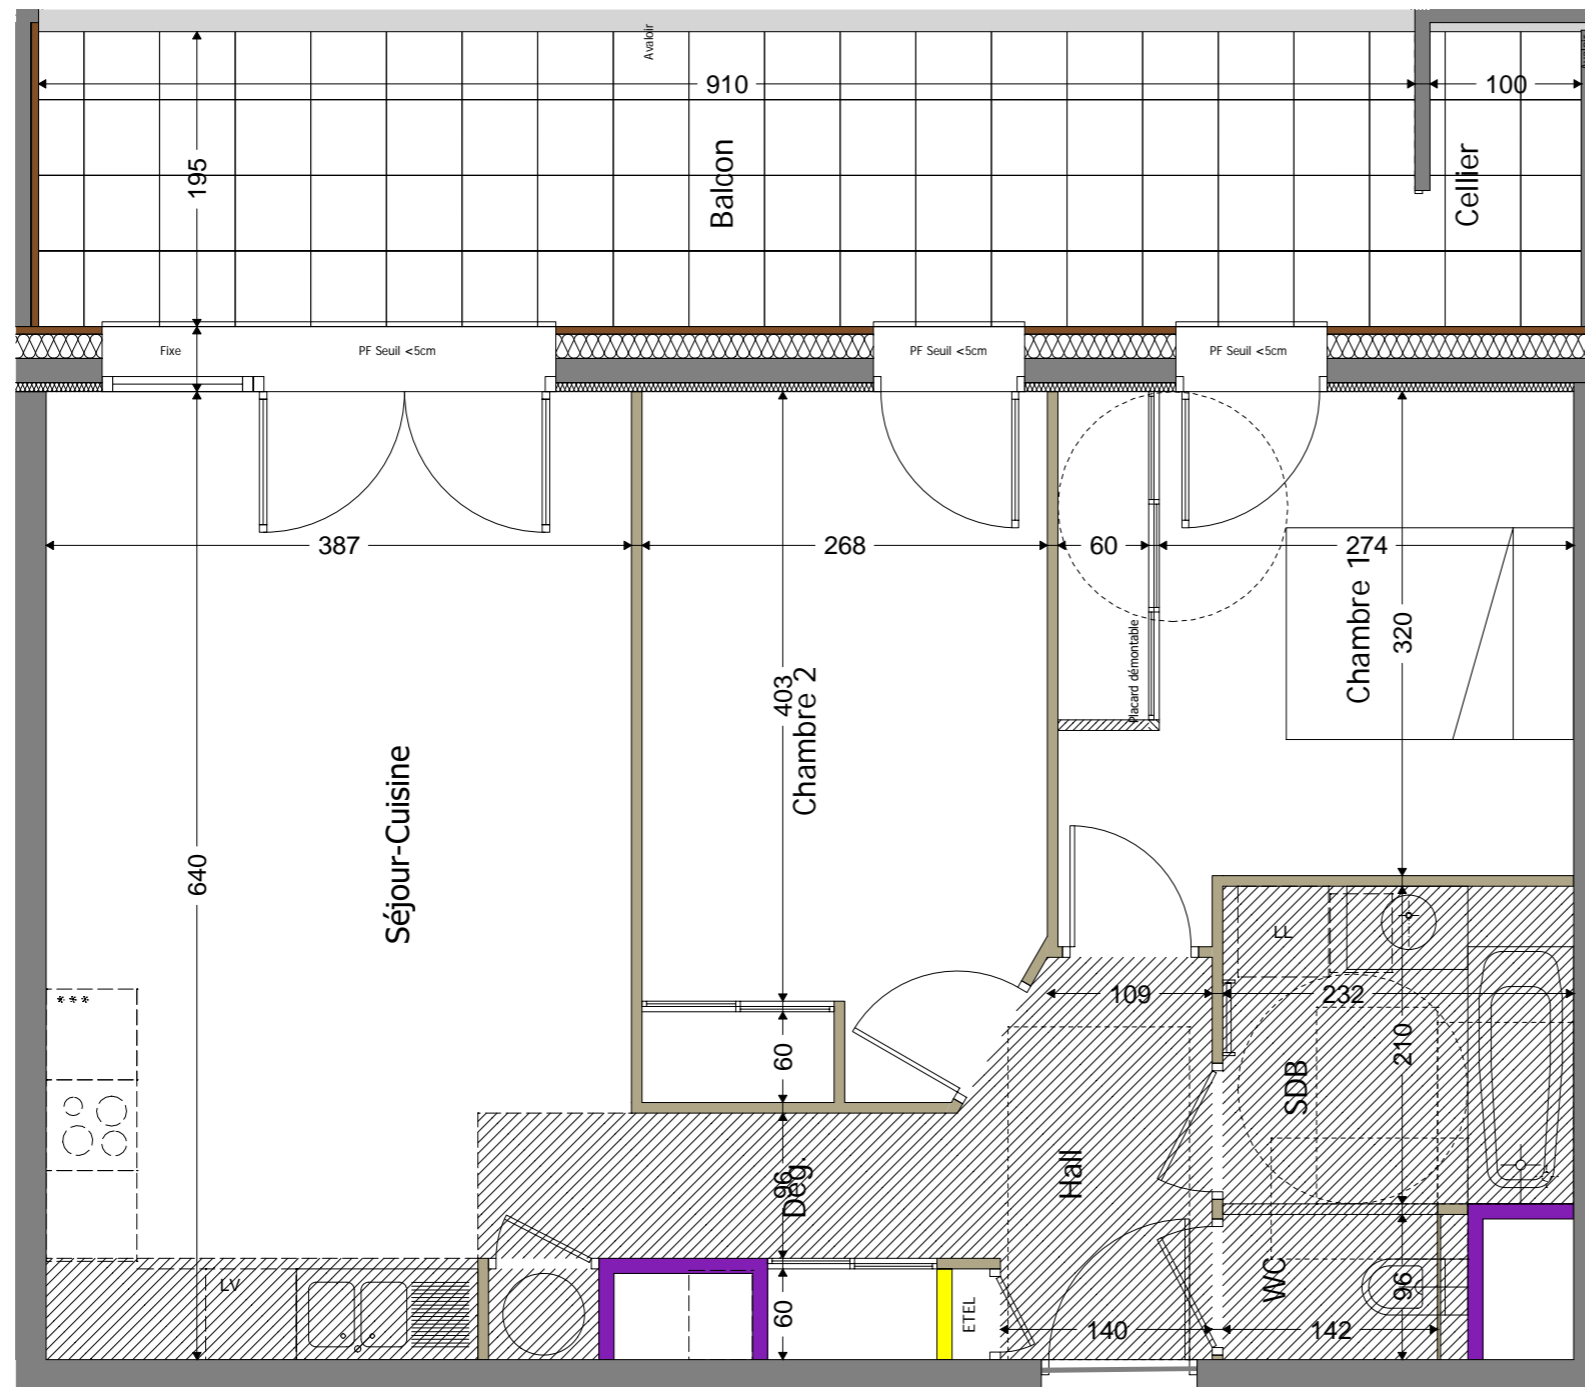 Avaloir
910
100
195
Balcon
Cellier
Fixe
PF Seuil <5cm
PF Seuil <5cm
PF Seuil <5cm
387
268
60
274
Chambre 1
320
Placard démontable
403
Chambre 2
Séjour-Cuisine
640
***
LL
109
232
60
210
SDB
Hall
96
Dég.
LV
WC
96
60
ETEL
140
142